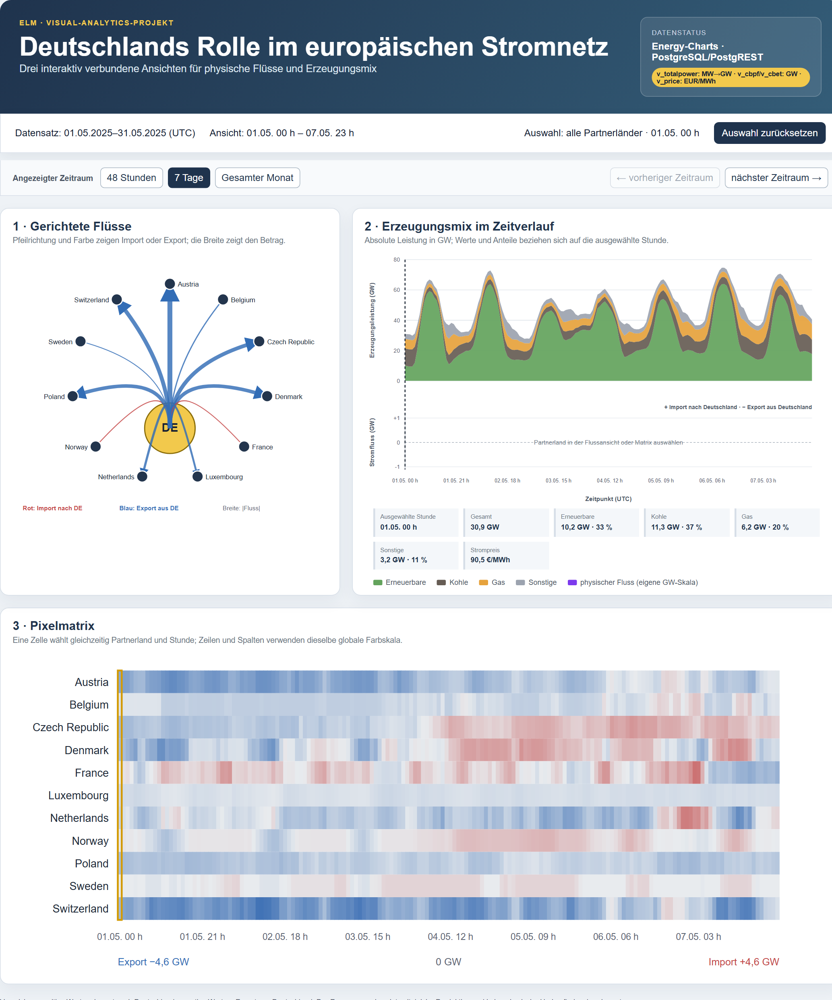 ELM · VISUAL-ANALYTICS-PROJEKT
Deutschlands Rolle im europäischen Stromnetz
Drei interaktiv verbundene Ansichten für physische Flüsse und Erzeugungsmix
DATENSTATUS
Energy-Charts ·
PostgreSQL/PostgREST
v_totalpower: MW→GW · v_cbpf/v_cbet: GW ·
v_price: EUR/MWh
Datensatz: 01.05.2025–31.05.2025 (UTC) Ansicht: 01.05. 00 h – 07.05. 23 h
Auswahl: alle Partnerländer · 01.05. 00 h
Auswahl zurücksetzen
Angezeigter Zeitraum
48 Stunden
7 Tage
Gesamter Monat
← vorheriger Zeitraum
nächster Zeitraum →
1 · Gerichtete Flüsse
Pfeilrichtung und Farbe zeigen Import oder Export; die Breite zeigt den Betrag.
Austria
Switzerland
Belgium
Sweden
Czech Republic
Poland
Denmark
DE
Norway
France
Netherlands
Luxembourg
Rot: Import nach DE
Blau: Export aus DE
Breite: |Fluss|
2 · Erzeugungsmix im Zeitverlauf
Absolute Leistung in GW; Werte und Anteile beziehen sich auf die ausgewählte Stunde.
Erzeugungsleistung (GW)
80
60
40
20
0
+ Import nach Deutschland · − Export aus Deutschland
Stromfluss (GW)
+1
0
-1
Partnerland in der Flussansicht oder Matrix auswählen
01.05. 00 h
01.05. 21 h
02.05. 18 h
03.05. 15 h
04.05. 12 h
05.05. 09 h
06.05. 06 h
07.05. 03 h
Zeitpunkt (UTC)
Ausgewählte Stunde
01.05. 00 h
Gesamt
30,9 GW
Erneuerbare
10,2 GW · 33 %
Kohle
11,3 GW · 37 %
Gas
6,2 GW · 20 %
Sonstige
3,2 GW · 11 %
Strompreis
90,5 €/MWh
Erneuerbare
Kohle
Gas
Sonstige
physischer Fluss (eigene GW-Skala)
3 · Pixelmatrix
Eine Zelle wählt gleichzeitig Partnerland und Stunde; Zeilen und Spalten verwenden dieselbe globale Farbskala.
Austria
Belgium
Czech Republic
Denmark
France
Luxembourg
Netherlands
Norway
Poland
Sweden
Switzerland
01.05. 00 h
01.05. 21 h
02.05. 18 h
03.05. 15 h
04.05. 12 h
05.05. 09 h
06.05. 06 h
07.05. 03 h
Export −4,6 GW
0 GW
Import +4,6 GW